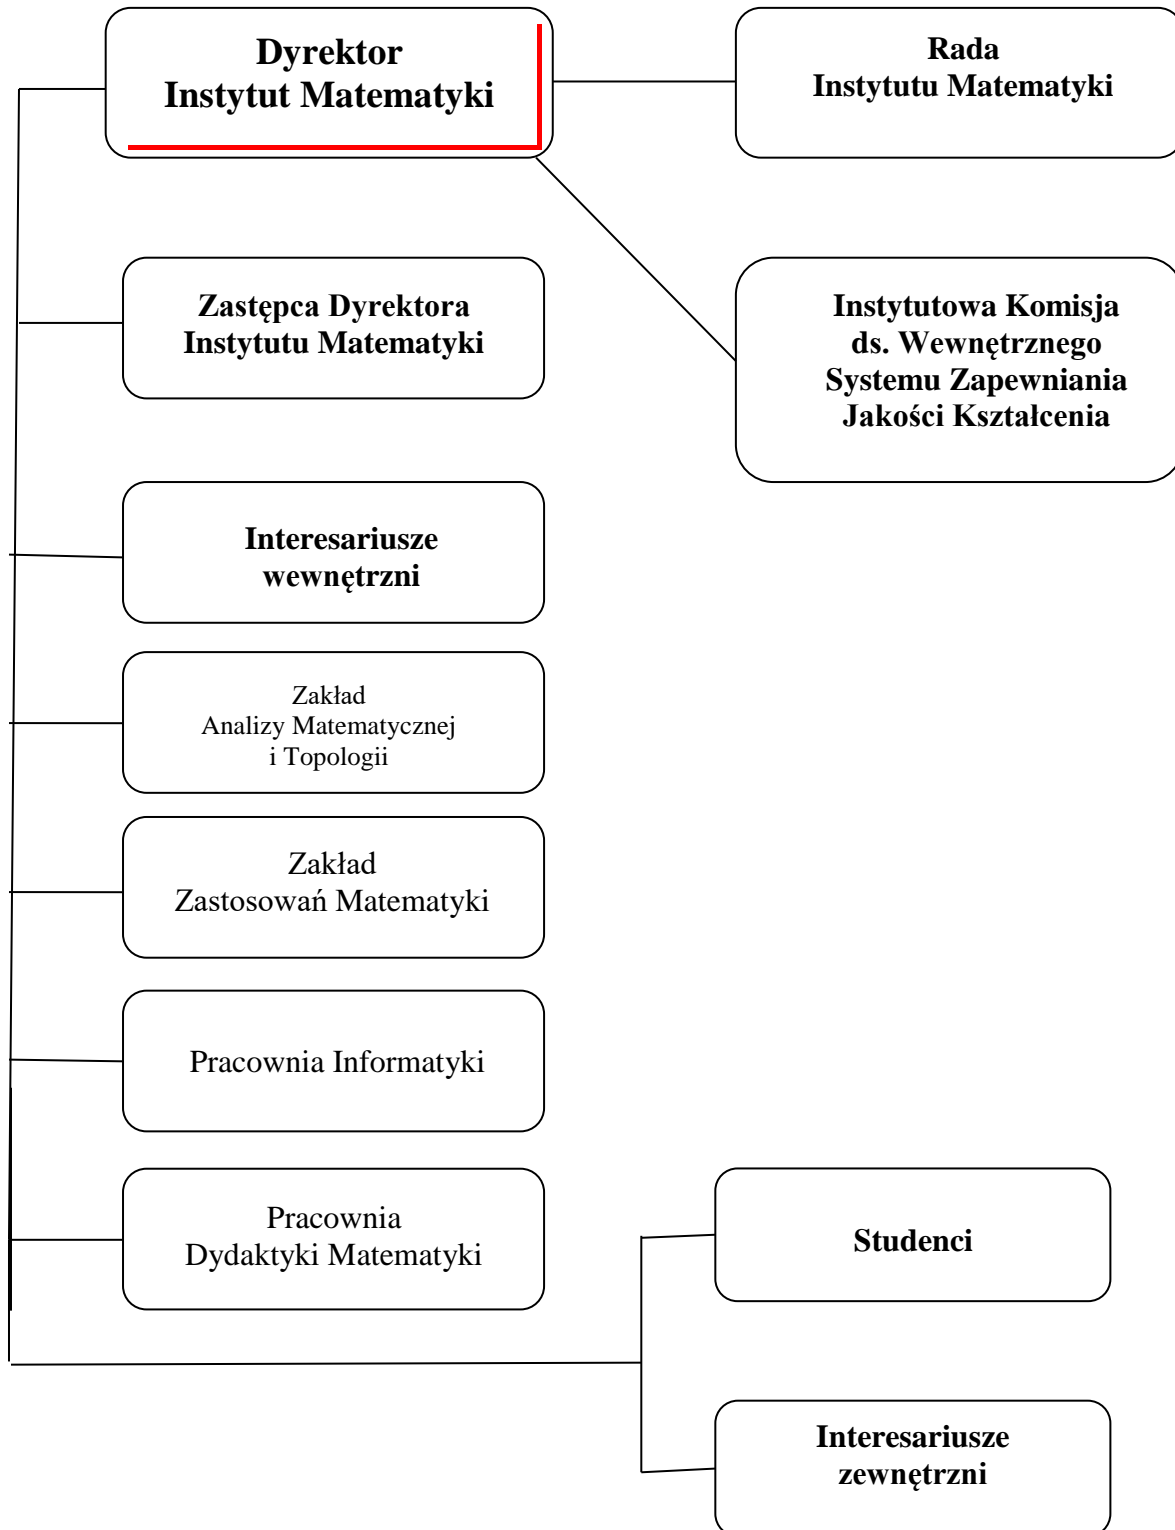 Dyrektor
Instytut Matematyki
Rada
Instytutu Matematyki
Zastępca Dyrektora
Instytutu Matematyki
Instytutowa Komisja
ds. Wewnętrznego
Systemu Zapewniania
Jakości Kształcenia
Interesariusze
wewnętrzni
Zakład
Analizy Matematycznej
i Topologii
Zakład
Zastosowań Matematyki
Pracownia Informatyki
Pracownia
Dydaktyki Matematyki
Studenci
Interesariusze
zewnętrzni